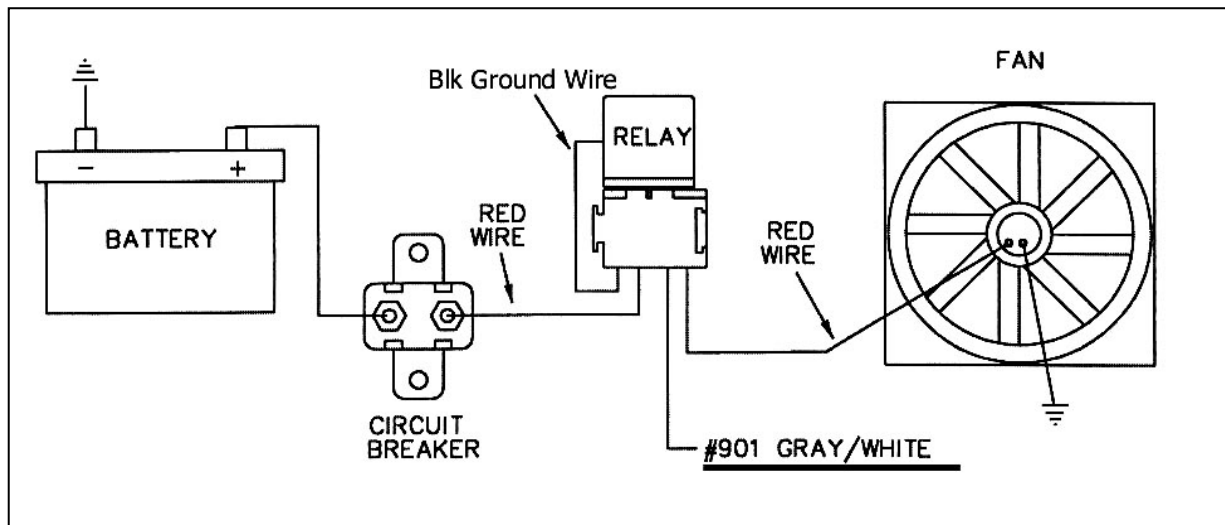 FAN
Blk Ground Wire
RELAY
- +
BATTERY
RED
WIRE
RED
WIRE
CIRCUIT
BREAKER
#901 GRAY/WHITE